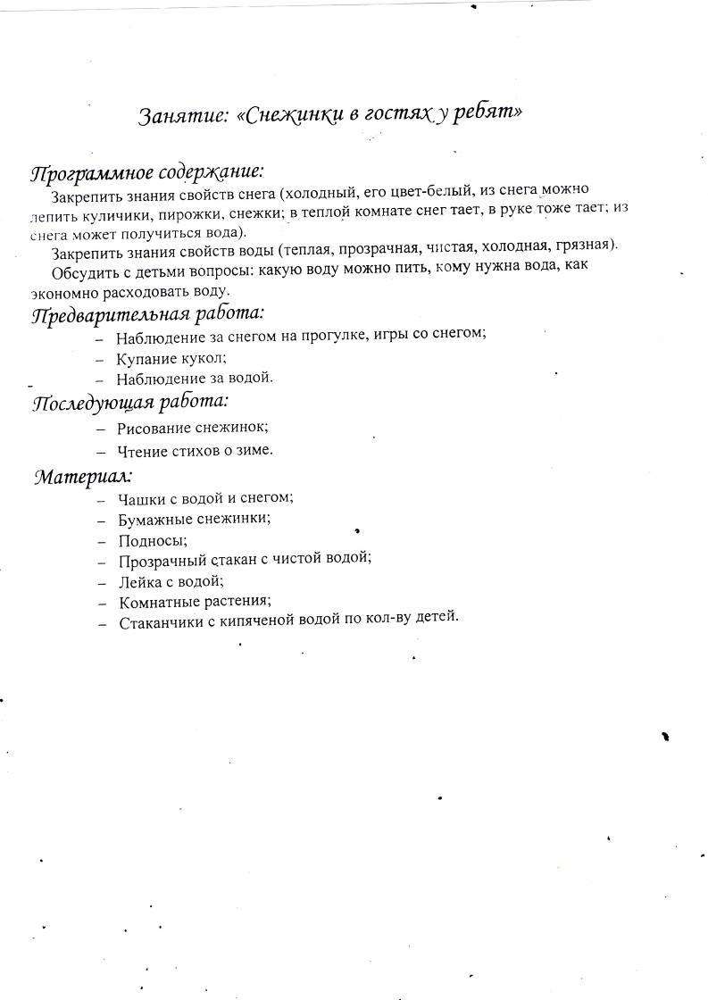 Занятие: «Снежинки в гостях у ребят»
Программное содержание:
Закрепить знания свойств снега (холодный, его цвет-белый, из снега можно
лепить куличики, пирожки, снежки; в теплой комнате снег тает, в руке тоже тает; из
снега может получиться вода).
Закрепить знания свойств воды (теплая, прозрачная, чистая, холодная, грязная).
Обсудить с детьми вопросы: какую воду можно пить, кому нужна вода, как
экономно расходовать воду.
Предварительная работа:
– Наблюдение за снегом на прогулке, игры со снегом;
– Купание кукол;
– Наблюдение за водой.
Последующая работа:
– Рисование снежинок;
– Чтение стихов о зиме.
Материал:
– Чашки с водой и снегом;
– Бумажные снежинки;
– Подносы;
– Прозрачный стакан с чистой водой;
– Лейка с водой;
– Комнатные растения;
– Стаканчики с кипяченой водой по кол-ву детей.